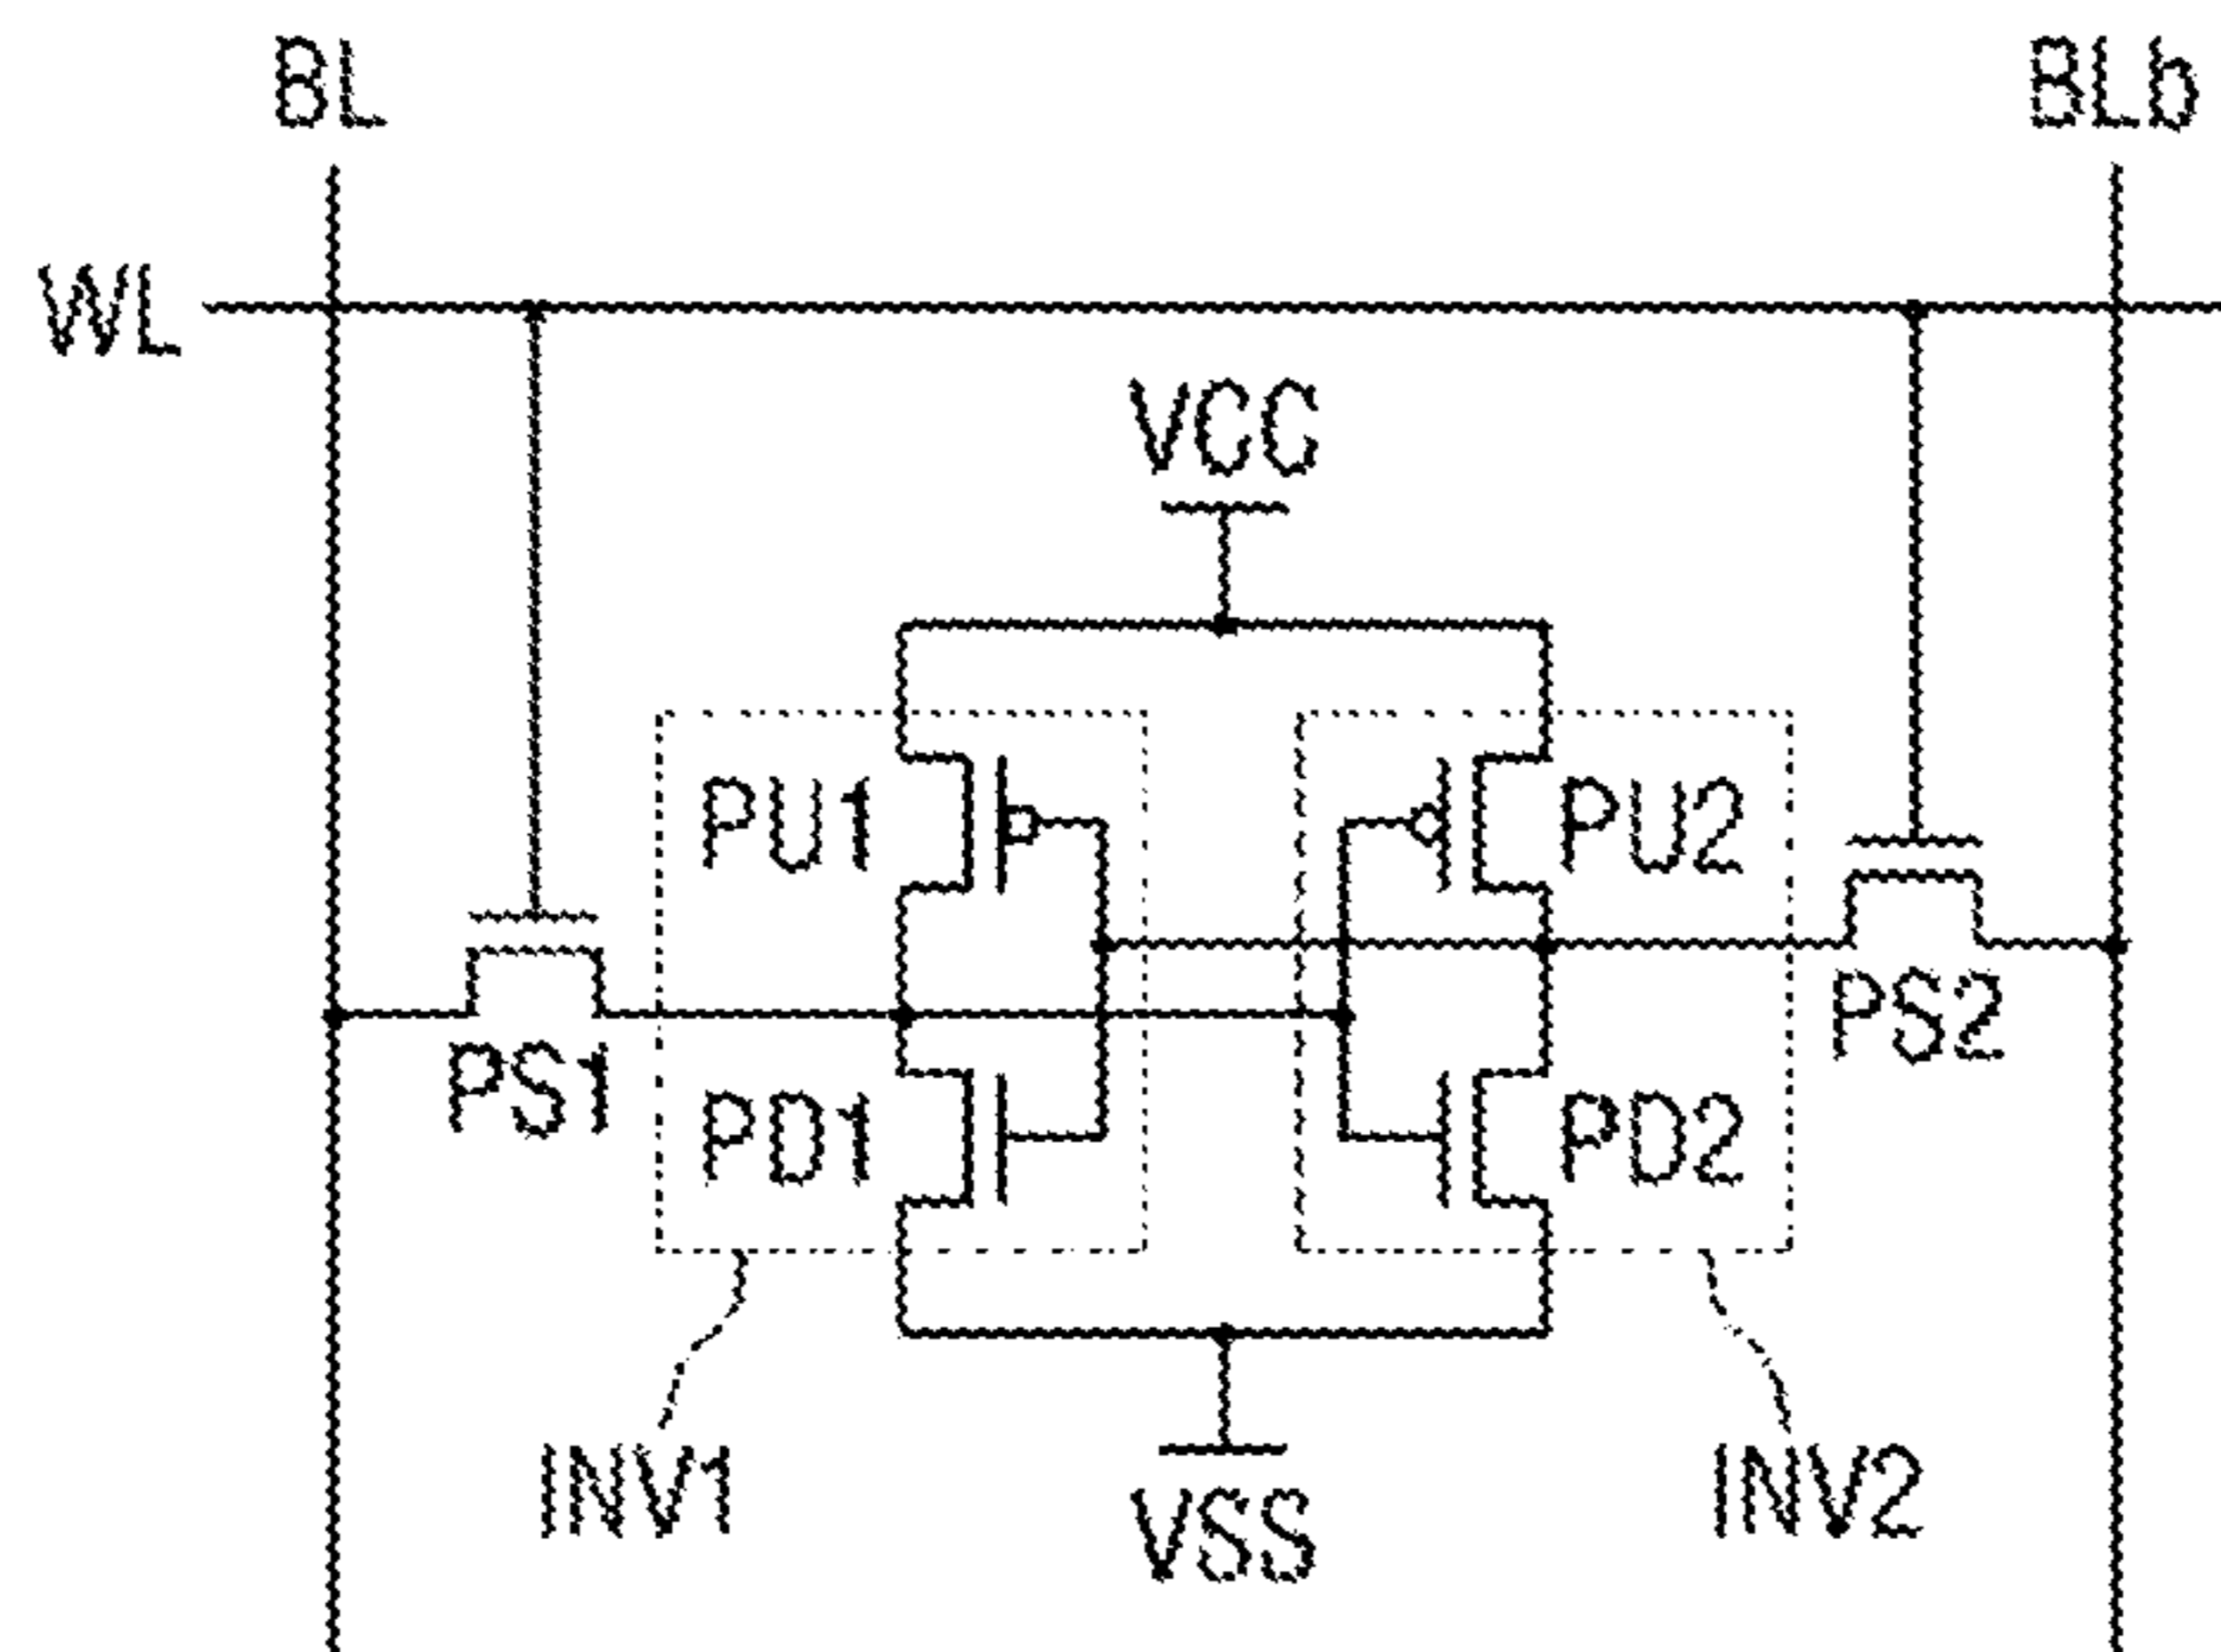 BL
BLb
WL
VCC
PU1
PU2
PS1
PS2
PD1
PD2
INV1
INV2
VSS